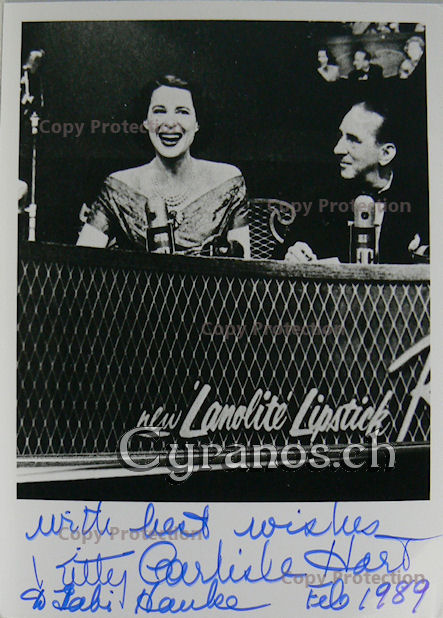 Copy Protection
Copy Protection
Copy Protection
new 'Lanolite' Lipstick R
Cyranos.ch
with best wishes
Copy Protection
Kitty Carlisle Hart
Copy Protection
to Fabi Hauke Feb 1989